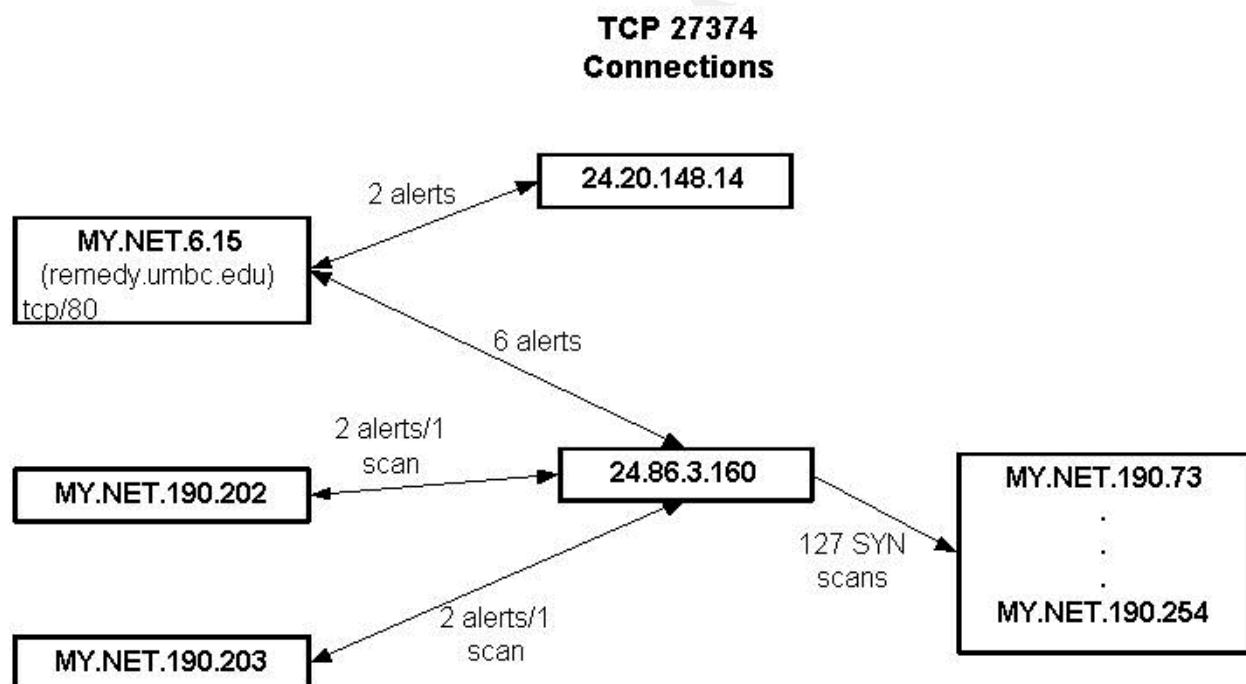 TCP 27374
Connections
24.20.148.14
2 alerts
MY.NET.6.15
(remedy.umbc.edu)
tcp/80
6 alerts
2 alerts/1
scan
24.86.3.160
MY.NET.190.202
MY.NET.190.73
.
.
.
MY.NET.190.254
127 SYN
scans
2 alerts/1
scan
MY.NET.190.203